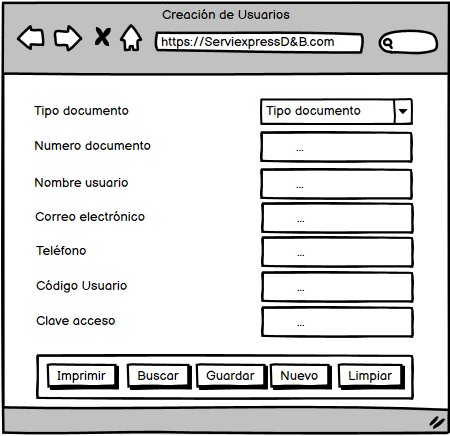 Creación de Usuarios
https://ServiexpressD&B.com
Tipo documento Tipo documento
Numero documento ...
Nombre usuario ...
Correo electrónico ...
Teléfono ...
Código Usuario ...
Clave acceso ...
Imprimir Buscar Guardar Nuevo Limpiar